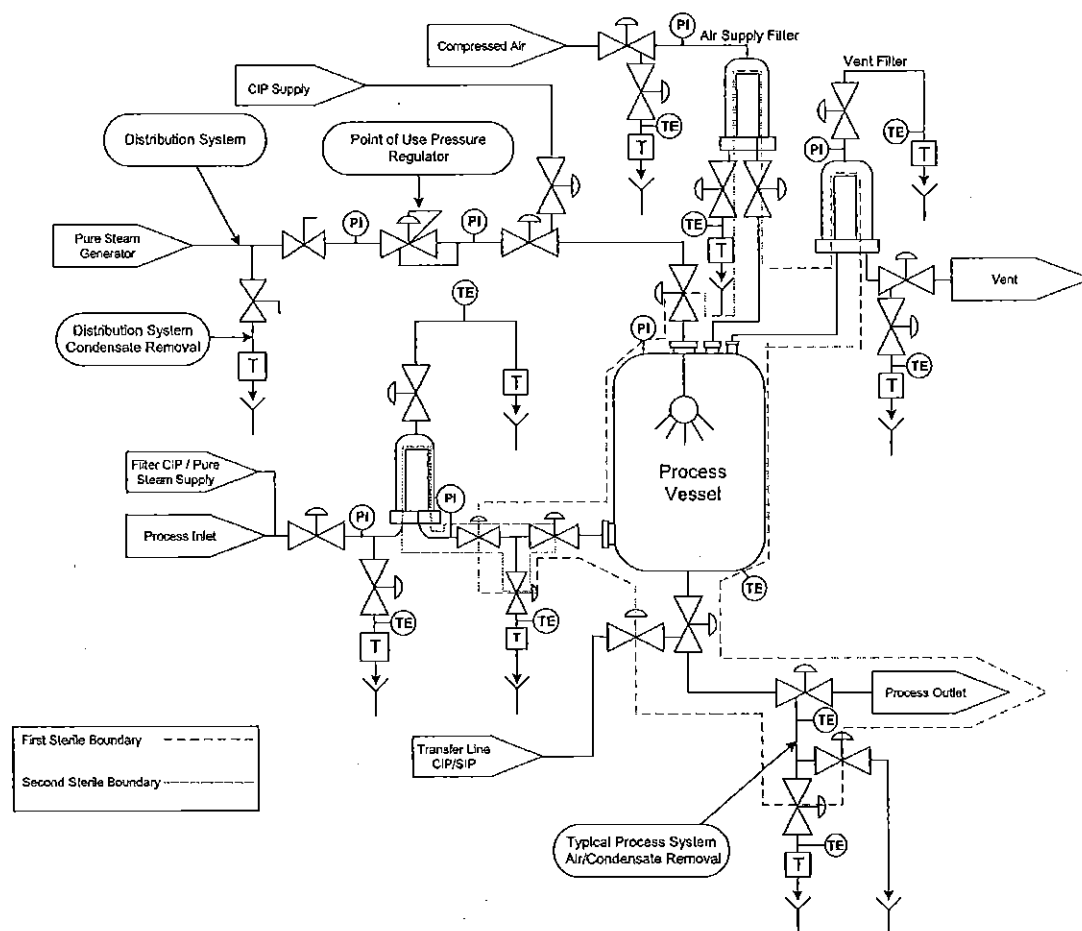 Compressed Air
PI
Air Supply Filter
Vent Filter
CIP Supply
TE
T
TE
T
PI
Distribution System
Point of Use Pressure
Regulator
PI
PI
Pure Steam
Generator
TE
T
Vent
TE
T
TE
PI
Distribution System
Condensate Removal
T
T
Process
Vessel
Filter CIP / Pure
Steam Supply
PI
Process Inlet
PI
TE
TE
T
TE
T
Process Outlet
TE
First Sterile Boundary
Second Sterile Boundary
Transfer Line
CIP/SIP
Typical Process System
Air/Condensate Removal
TE
T